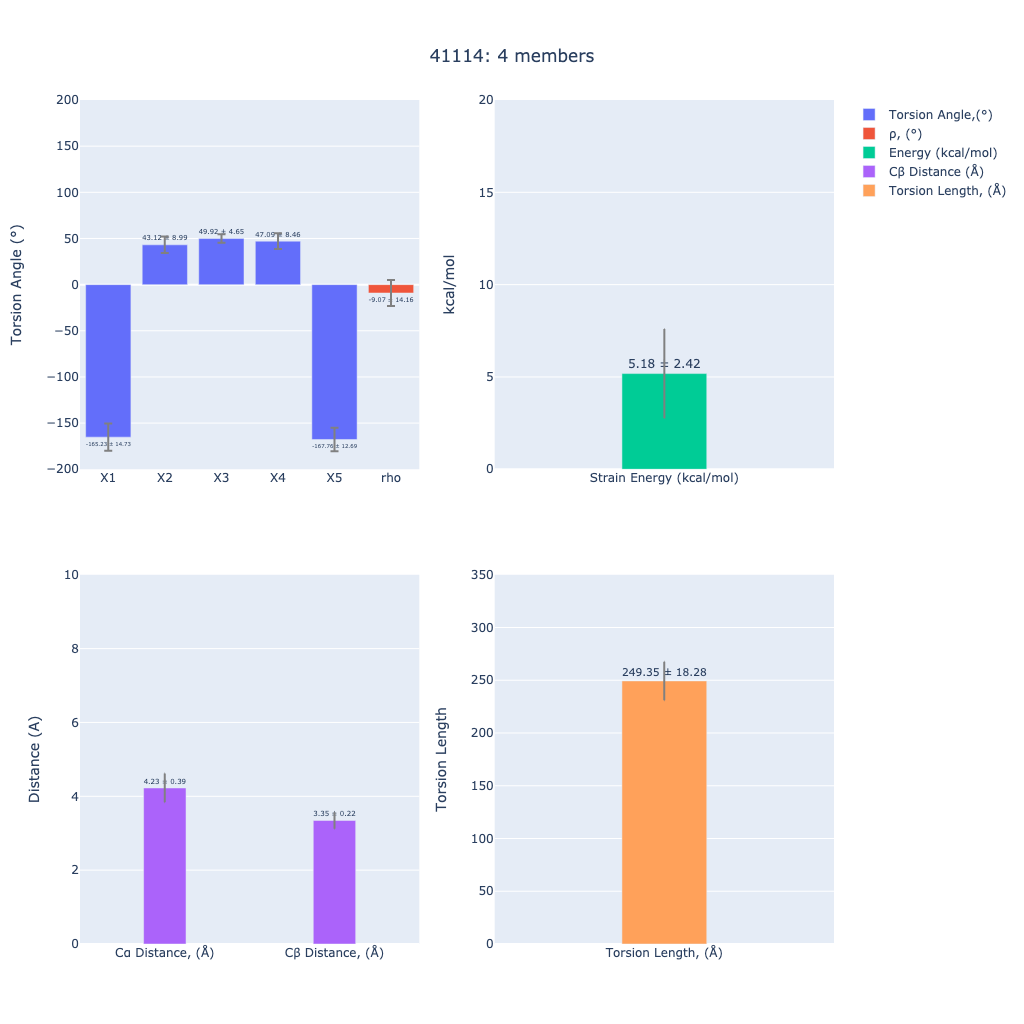 41114: 4 members
Torsion Angle (°)
200
150
100
50
0
−50
−100
−150
−200
43.12 ± 8.99
49.92 ± 4.65
47.09 ± 8.46
-9.07 ± 14.16
-165.23 ± 14.73
-167.76 ± 12.69
X1 X2 X3 X4 X5 rho
kcal/mol
20
15
10
5
0
5.18 ± 2.42
Strain Energy (kcal/mol)
Torsion Angle,(°)
ρ, (°)
Energy (kcal/mol)
Cβ Distance (Å)
Torsion Length, (Å)
Distance (A)
10
8
6
4
2
0
4.23 ± 0.39
3.35 ± 0.22
Cα Distance, (Å) Cβ Distance, (Å)
Torsion Length
350
300
250
200
150
100
50
0
249.35 ± 18.28
Torsion Length, (Å)